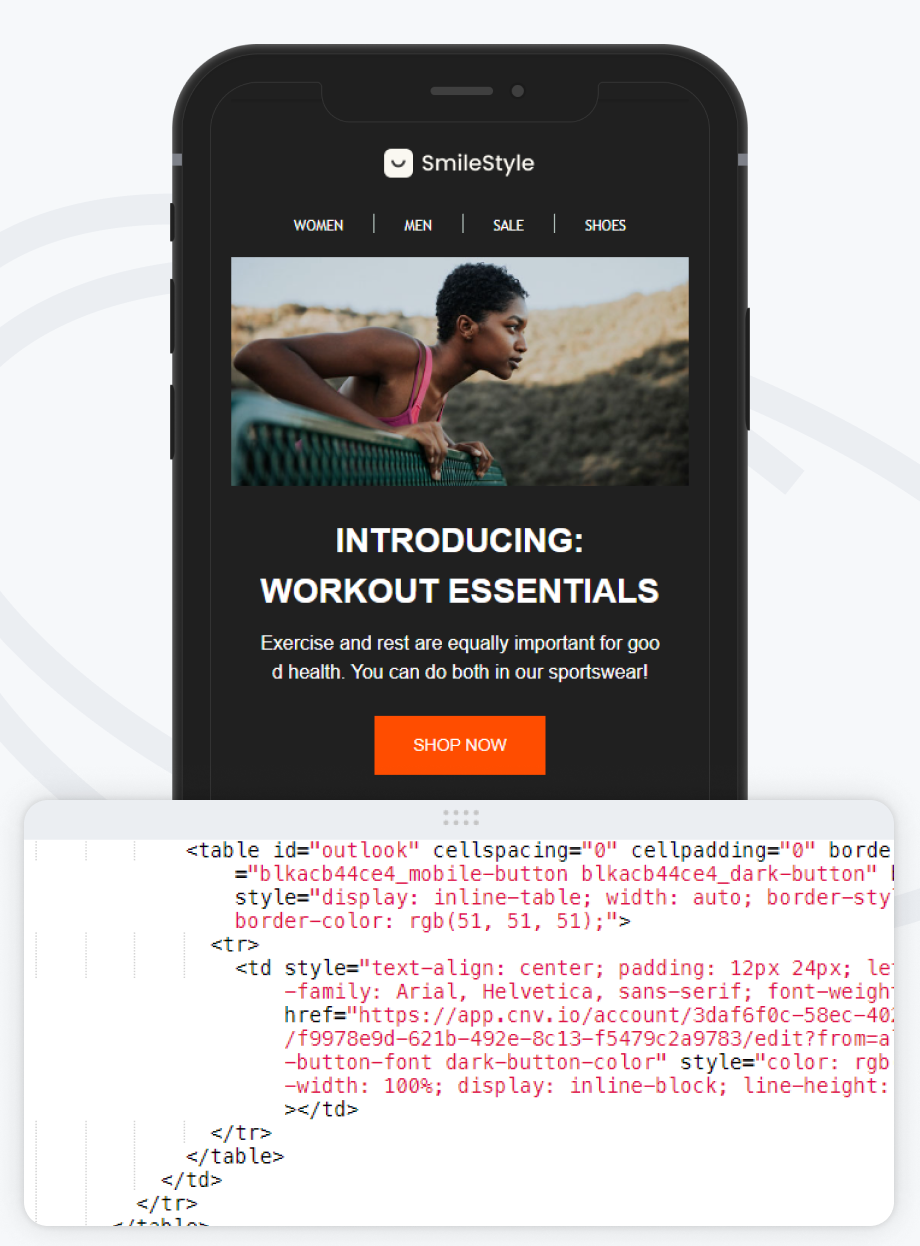 SmileStyle
WOMEN | MEN | SALE | SHOES
INTRODUCING:
WORKOUT ESSENTIALS
Exercise and rest are equally important for goo
d health. You can do both in our sportswear!
SHOP NOW
<table id="outlook" cellspacing="0" cellpadding="0" borde
="blkacb44ce4_mobile-button blkacb44ce4_dark-button"
style="display: inline-table; width: auto; border-sty
border-color: rgb(51, 51, 51);">
<tr>
<td style="text-align: center; padding: 12px 24px; le
-family: Arial, Helvetica, sans-serif; font-weigh
href="https://app.cnv.io/account/3daf6f0c-58ec-402
/f9978e9d-621b-492e-8c13-f5479c2a9783/edit?from=a
-button-font dark-button-color" style="color: rgb
-width: 100%; display: inline-block; line-height:
></td>
</tr>
</table>
</td>
</tr>
</table>